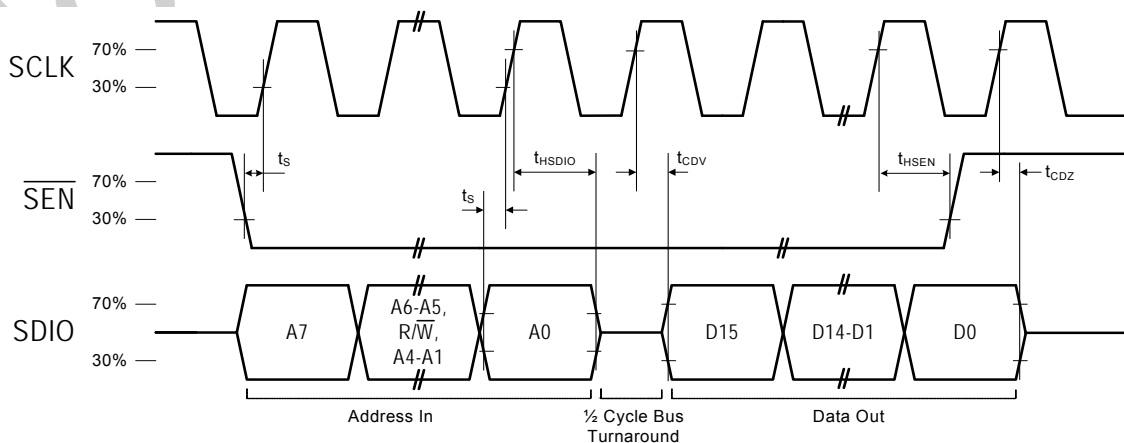 SCLK
70%
30%
SEN
70%
30%
SDIO
70%
30%
tS
tS
tHSDIO
tCDV
tHSEN
tCDZ
A7
A6-A5,
R/W,
A4-A1
A0
D15
D14-D1
D0
Address In
½ Cycle Bus
Turnaround
Data Out